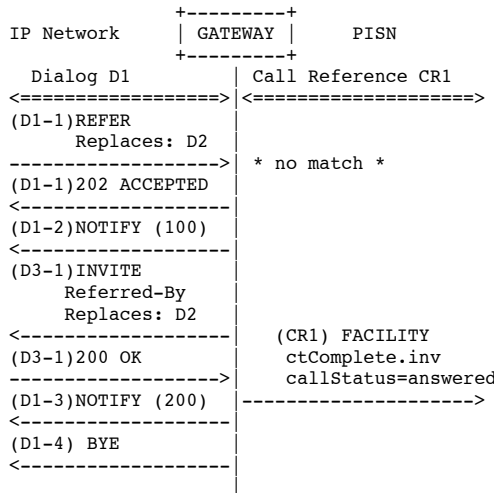 +---------+
IP Network       | GATEWAY |     PISN
                 +---------+
  Dialog D1            | Call Reference CR1
<=====================>|<=====================>
(D1-1)REFER            |
      Replaces: D2     |
---------------------->| * no match *
(D1-1)202 ACCEPTED     |
<----------------------|
(D1-2)NOTIFY (100)     |
<----------------------|
(D3-1)INVITE           |
     Referred-By       |
     Replaces: D2      |
<----------------------|   (CR1) FACILITY
(D3-1)200 OK           |    ctComplete.inv
---------------------->|    callStatus=answered
(D1-3)NOTIFY (200)     |---------------------->
<----------------------|
(D1-4) BYE             |
<----------------------|
                       |